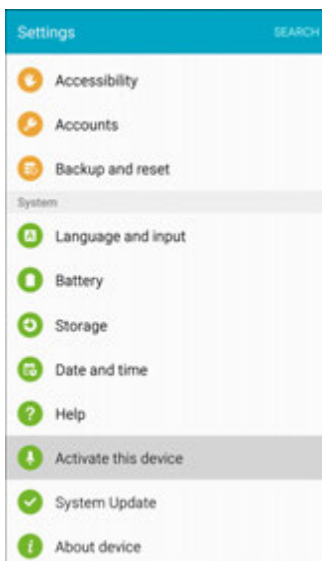 Settings
SEARCH
Accessibility
Accounts
Backup and reset
System
Language and input
Battery
Storage
Date and time
Help
Activate this device
System Update
About device